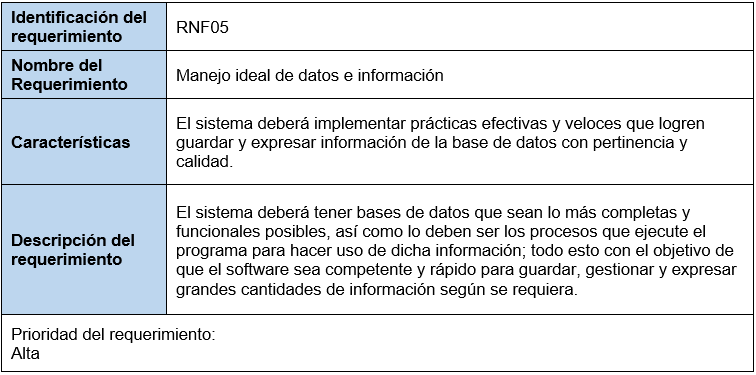 Identificación del
requerimiento
RNF05
Nombre del
Requerimiento
Manejo ideal de datos e información
Características
El sistema deberá implementar prácticas efectivas y veloces que logren
guardar y expresar información de la base de datos con pertinencia y
calidad.
Descripción del
requerimiento
El sistema deberá tener bases de datos que sean lo más completas y
funcionales posibles, así como lo deben ser los procesos que ejecute el
programa para hacer uso de dicha información; todo esto con el objetivo de
que el software sea competente y rápido para guardar, gestionar y expresar
grandes cantidades de información según se requiera.
Prioridad del requerimiento:
Alta